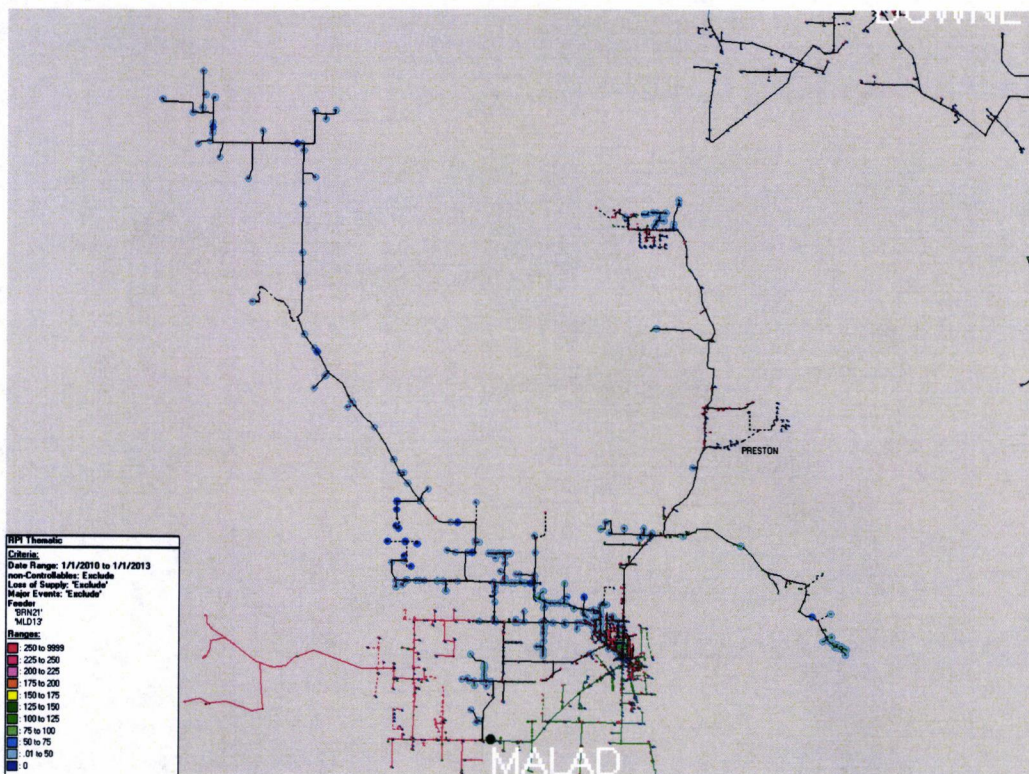 DOWNE
PRESTON
RPI Thematic
Criteria:
Date Range: 1/1/2010 to 1/1/2013
non-Controllables: Exclude
Loss of Supply: 'Exclude'
Major Events: 'Exclude'
Feeder
'BRN21'
'MLD13'
Ranges:
: 250 to 9999
: 225 to 250
: 200 to 225
: 175 to 200
: 150 to 175
: 125 to 150
: 100 to 125
: 75 to 100
: 50 to 75
: .01 to 50
: 0
MALAD